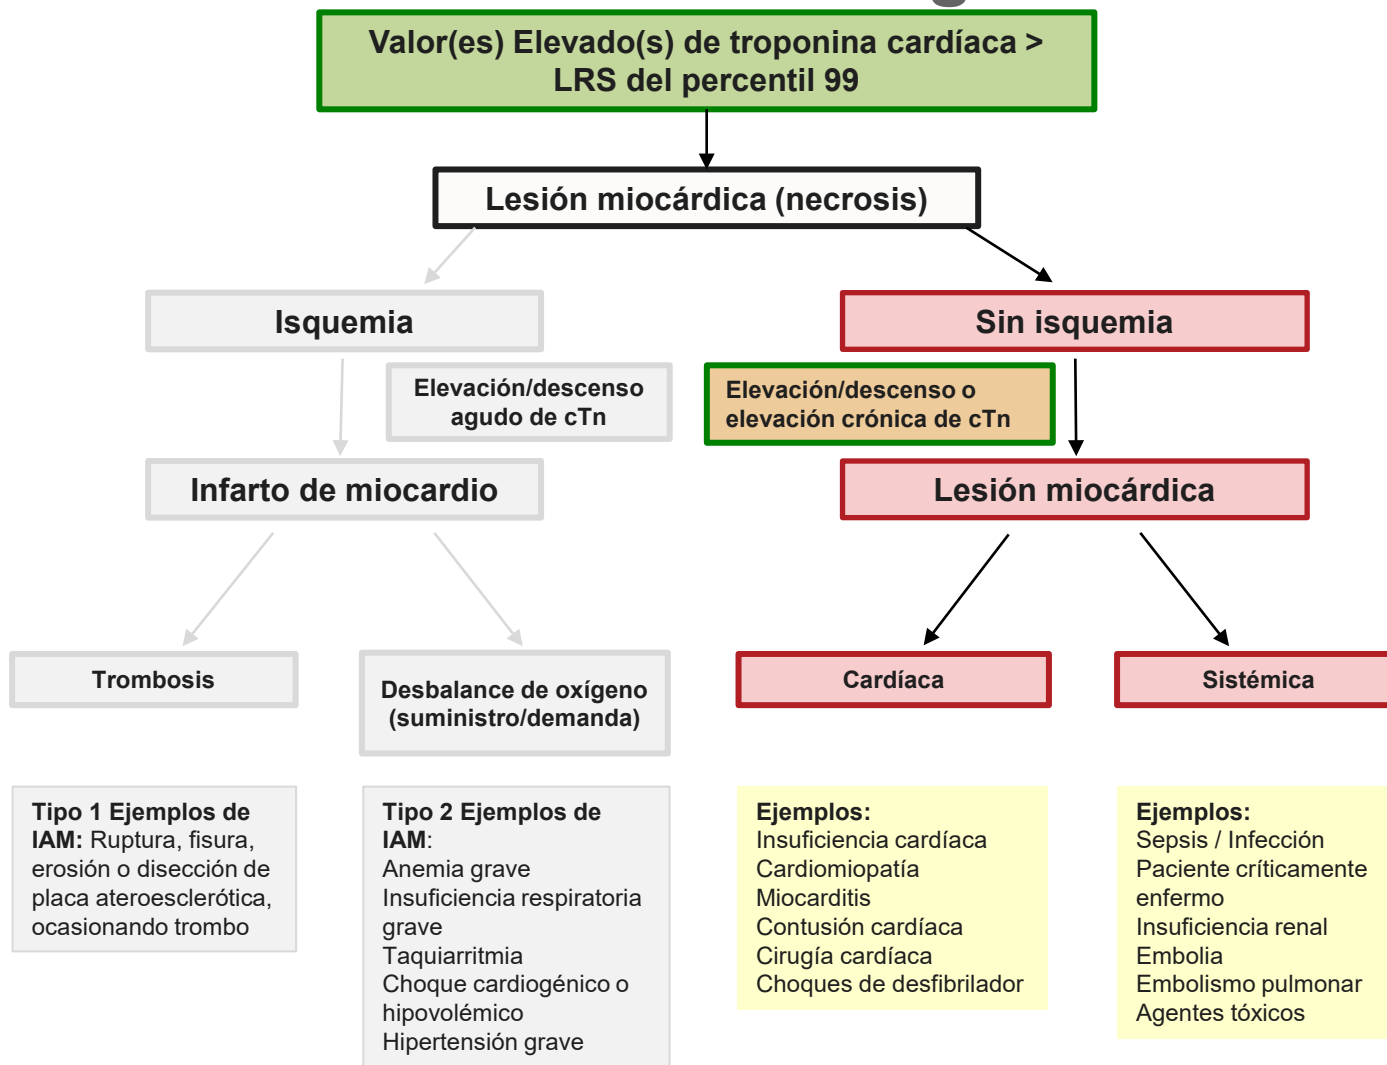 Valor(es) Elevado(s) de troponina cardíaca >
LRS del percentil 99
Lesión miocárdica (necrosis)
Isquemia
Sin isquemia
Elevación/descenso
agudo de cTn
Elevación/descenso o
elevación crónica de cTn
Infarto de miocardio
Lesión miocárdica
Trombosis
Desbalance de oxígeno
(suministro/demanda)
Cardíaca
Sistémica
Tipo 1 Ejemplos de
IAM: Ruptura, fisura,
erosión o disección de
placa ateroesclerótica,
ocasionando trombo
Tipo 2 Ejemplos de
IAM:
Anemia grave
Insuficiencia respiratoria
grave
Taquiarritmia
Choque cardiogénico o
hipovolémico
Hipertensión grave
Ejemplos:
Insuficiencia cardíaca
Cardiomiopatía
Miocarditis
Contusión cardíaca
Cirugía cardíaca
Choques de desfibrilador
Ejemplos:
Sepsis / Infección
Paciente críticamente
enfermo
Insuficiencia renal
Embolia
Embolismo pulmonar
Agentes tóxicos